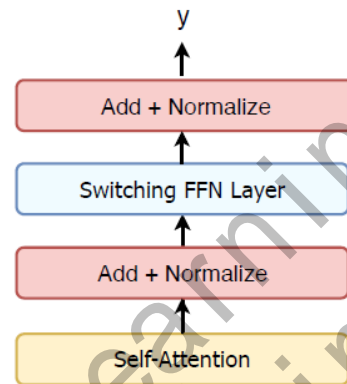 y
Add + Normalize
Switching FFN Layer
Add + Normalize
Self-Attention